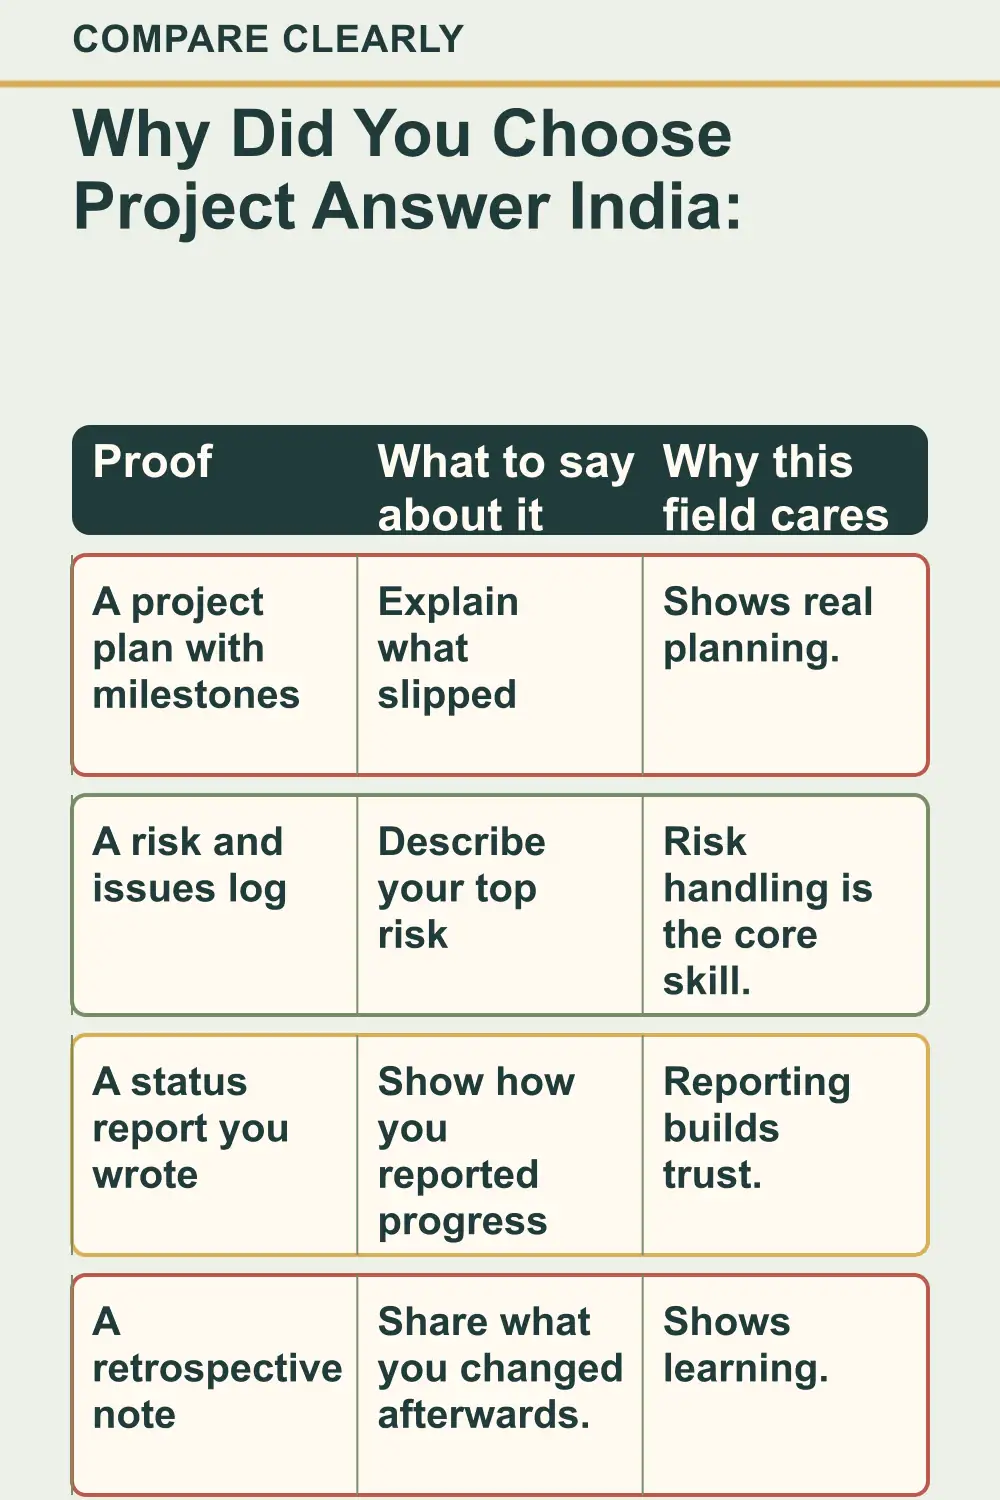 COMPARE CLEARLY
Why Did You Choose
Project Answer India:
Proof
What to say
about it
Why this
field cares
A project
plan with
milestones
Explain
what
slipped
Shows real
planning.
A risk and
issues log
Describe
your top
risk
Risk
handling is
the core
skill.
A status
report you
wrote
Show how
you
reported
progress
Reporting
builds
trust.
A
retrospective
note
Share what
you changed
afterwards.
Shows
learning.